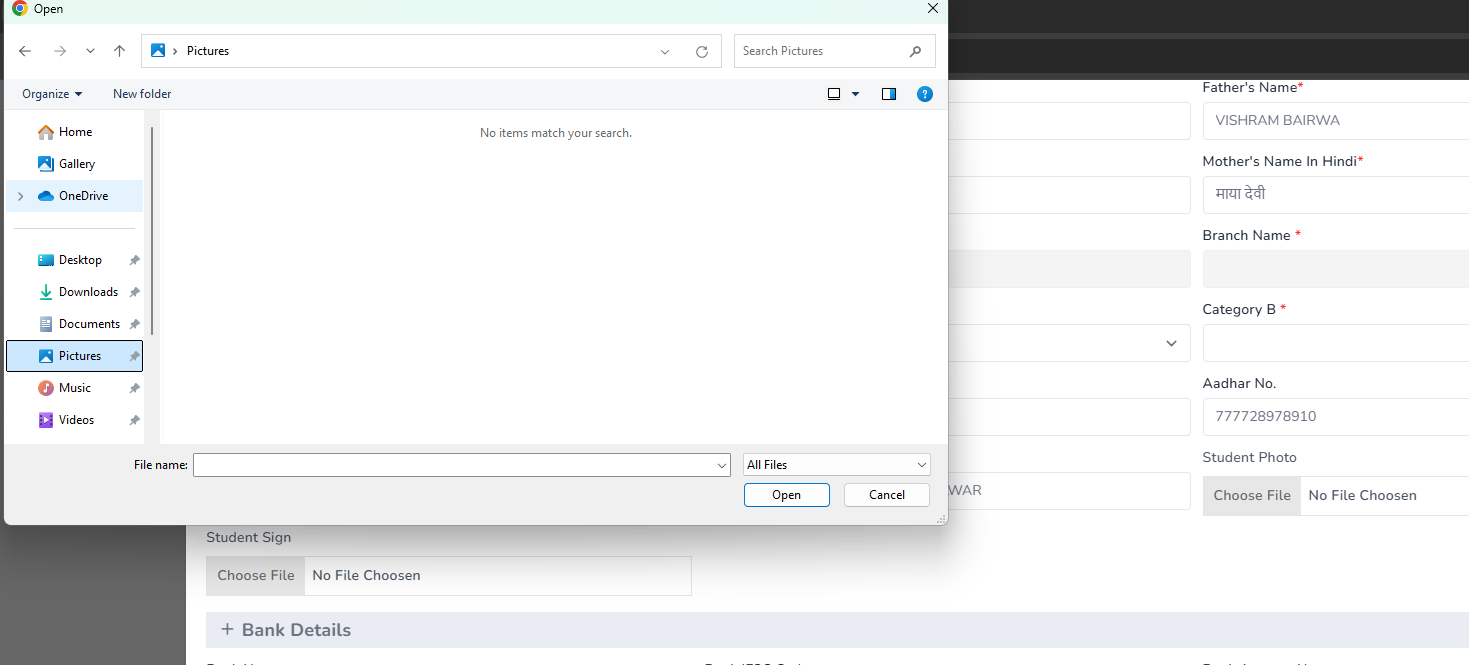 Open
Pictures
Search Pictures
Organize
New folder
Home
Gallery
OneDrive
Desktop
Downloads
Documents
Pictures
Music
Videos
No items match your search.
File name:
All Files
Open
Cancel
Father's Name*
VISHRAM BAIRWA
Mother's Name In Hindi*
माया देवी
Branch Name *
Category B *
Aadhar No.
777728978910
WAR
Student Photo
Choose File No File Choosen
Student Sign
Choose File No File Choosen
+ Bank Details